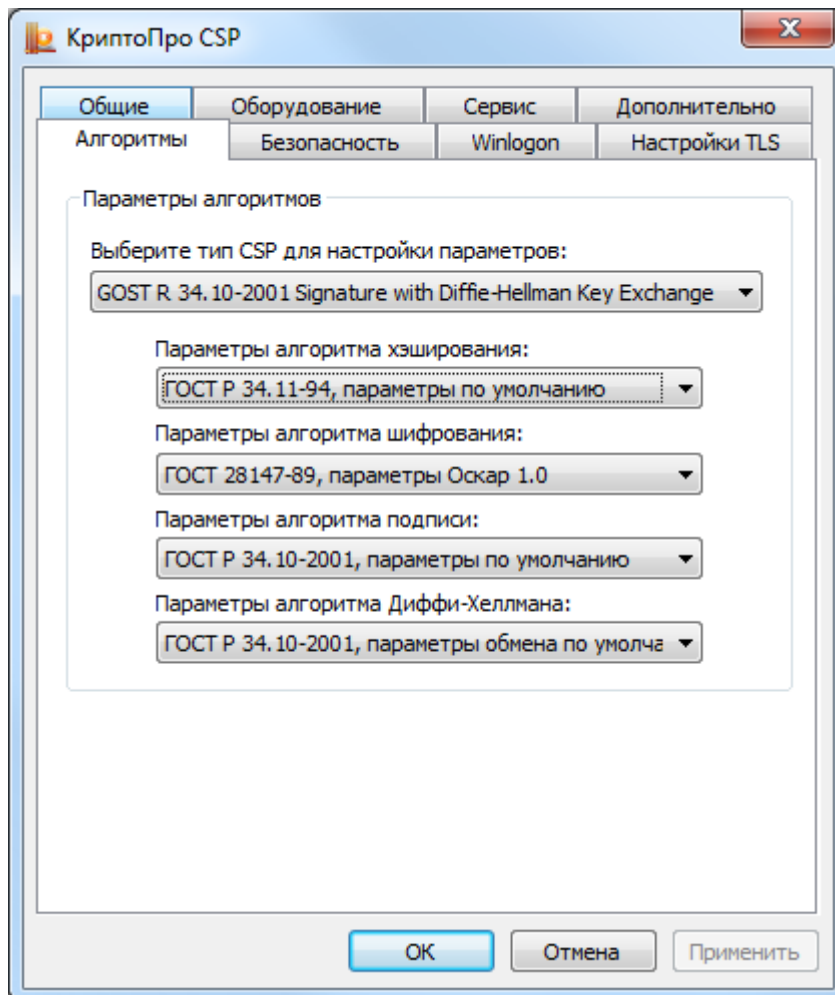 КриптоПро CSP
Общие
Оборудование
Сервис
Дополнительно
Алгоритмы
Безопасность
Winlogon
Настройки TLS
Параметры алгоритмов
Выберите тип CSP для настройки параметров:
GOST R 34.10-2001 Signature with Diffie-Hellman Key Exchange
Параметры алгоритма хэширования:
ГОСТ Р 34.11-94, параметры по умолчанию
Параметры алгоритма шифрования:
ГОСТ 28147-89, параметры Оскар 1.0
Параметры алгоритма подписи:
ГОСТ Р 34.10-2001, параметры по умолчанию
Параметры алгоритма Диффи-Хеллмана:
ГОСТ Р 34.10-2001, параметры обмена по умолча
ОК
Отмена
Применить